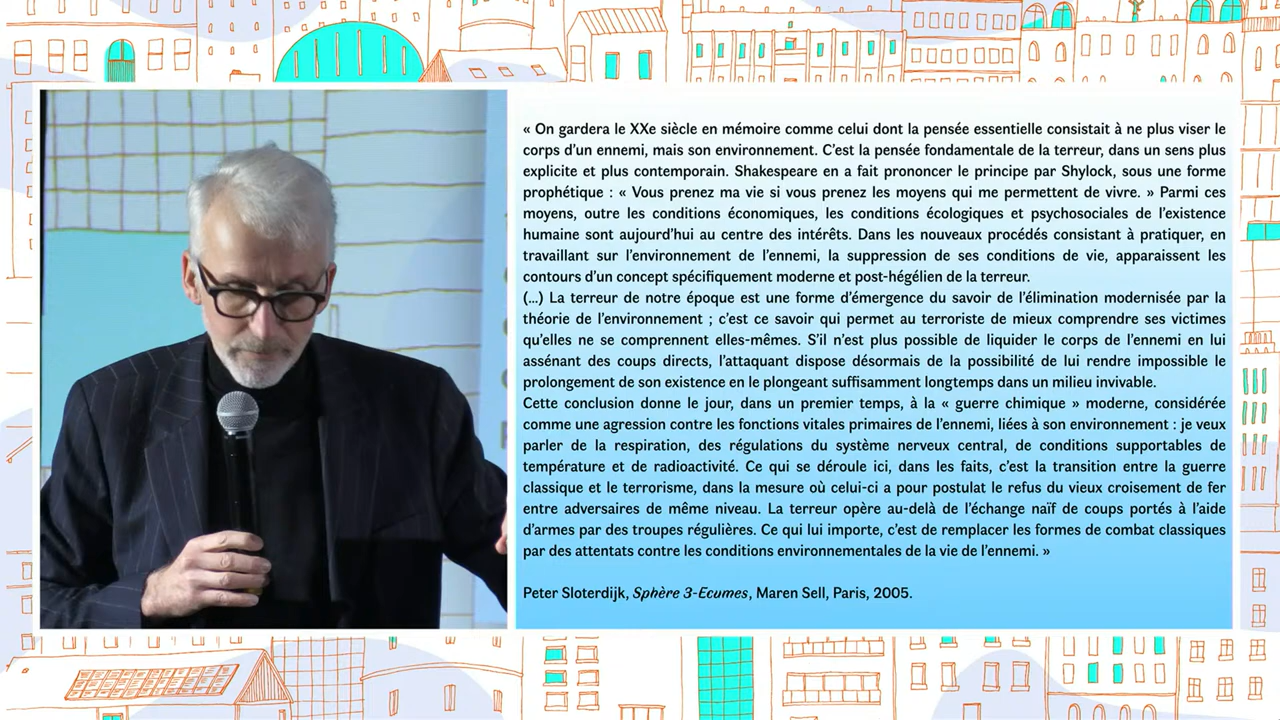 « On gardera le XXe siècle en mémoire comme celui dont la pensée essentielle consistait à ne plus viser le
corps d’un ennemi, mais son environnement. C’est la pensée fondamentale de la terreur, dans un sens plus
explicite et plus contemporain. Shakespeare en a fait prononcer le principe par Shylock, sous une forme
prophétique : « Vous prenez ma vie si vous prenez les moyens qui me permettent de vivre. » Parmi ces
moyens, outre les conditions économiques, les conditions écologiques et psychosociales de l’existence
humaine sont aujourd’hui au centre des intérêts. Dans les nouveaux procédés consistant à pratiquer, en
travaillant sur l’environnement de l’ennemi, la suppression de ses conditions de vie, apparaissent les
contours d’un concept spécifiquement moderne et post-hégélien de la terreur.
(...) La terreur de notre époque est une forme d’émergence du savoir de l’élimination modernisée par la
théorie de l’environnement ; c’est ce savoir qui permet au terroriste de mieux comprendre ses victimes
qu’elles ne se comprennent elles-mêmes. S’il n’est plus possible de liquider le corps de l’ennemi en lui
assénant des coups directs, l’attaquant dispose désormais de la possibilité de lui rendre impossible le
prolongement de son existence en le plongeant suffisamment longtemps dans un milieu invivable.
Cette conclusion donne le jour, dans un premier temps, à la « guerre chimique » moderne, considérée
comme une agression contre les fonctions vitales primaires de l’ennemi, liées à son environnement : je veux
parler de la respiration, des régulations du système nerveux central, de conditions supportables de
température et de radioactivité. Ce qui se déroule ici, dans les faits, c’est la transition entre la guerre
classique et le terrorisme, dans la mesure où celui-ci a pour postulat le refus du vieux croisement de fer
entre adversaires de même niveau. La terreur opère au-delà de l’échange naïf de coups portés à l’aide
d’armes par des troupes régulières. Ce qui lui importe, c’est de remplacer les formes de combat classiques
par des attentats contre les conditions environnementales de la vie de l’ennemi. »
Peter Sloterdijk, Sphère 3-Ecumes, Maren Sell, Paris, 2005.